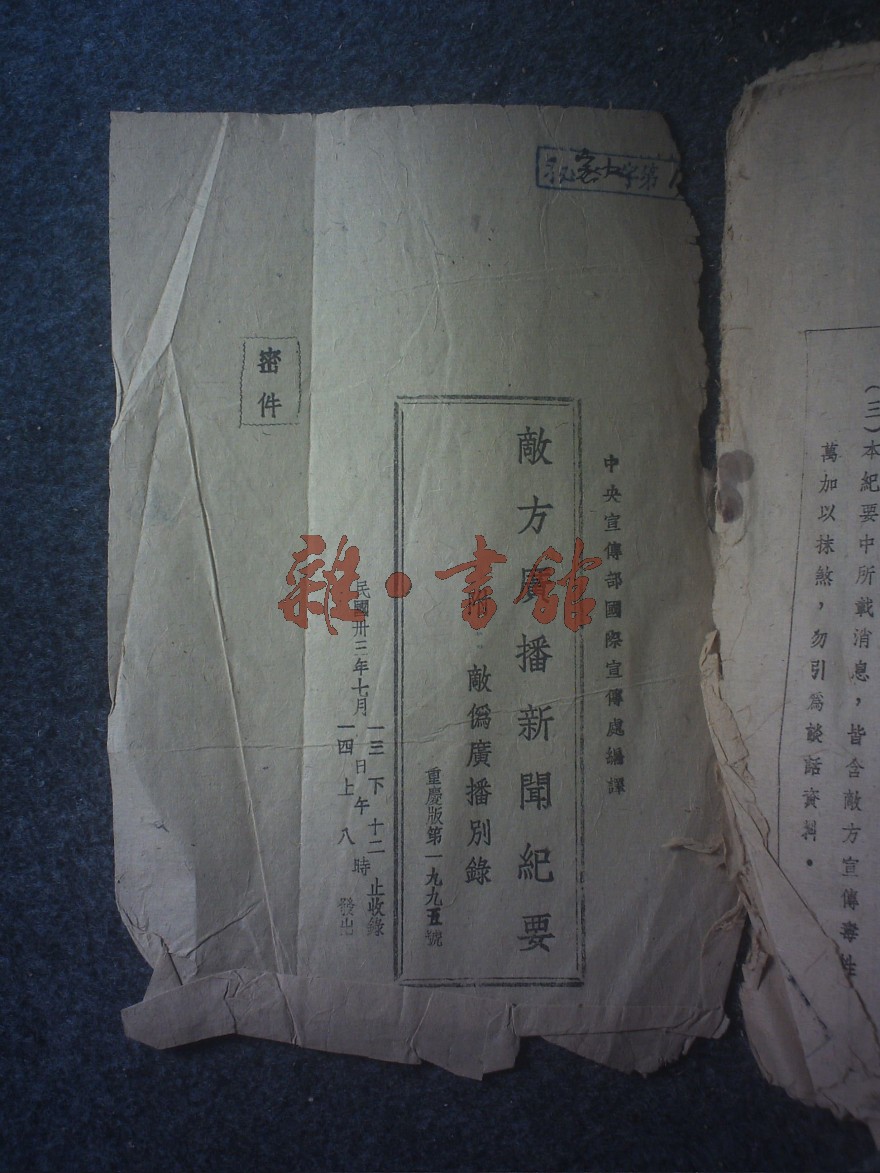 （三）本紀要中所載消息，皆含敵方宣傳毒性
萬加以抹煞，勿引爲談話資料。
字第
中央宣傳部國際宣傳處編譯
敵方廣播新聞紀要
附：敵僞廣播別錄
重慶版第一九九五號
民國卅三年七月
一三下十二止收錄
日午時
一四上八發出
密件
雜·書館